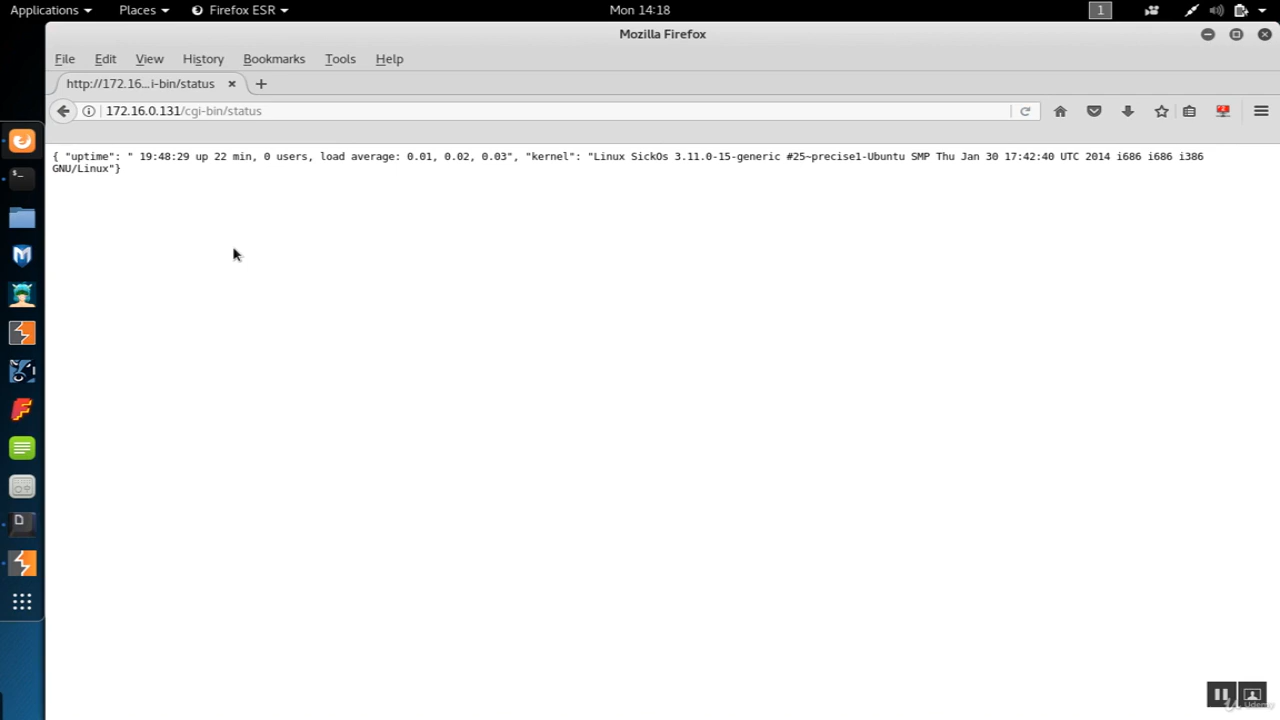 Applications Places Firefox ESR Mon 14:18 1
Mozilla Firefox
File Edit View History Bookmarks Tools Help
http://172.16...i-bin/status
172.16.0.131/cgi-bin/status
{ "uptime": " 19:48:29 up 22 min, 0 users, load average: 0.01, 0.02, 0.03", "kernel": "Linux SickOs 3.11.0-15-generic #25~precise1-Ubuntu SMP Thu Jan 30 17:42:40 UTC 2014 i686 i686 i386
GNU/Linux"}
Udemy